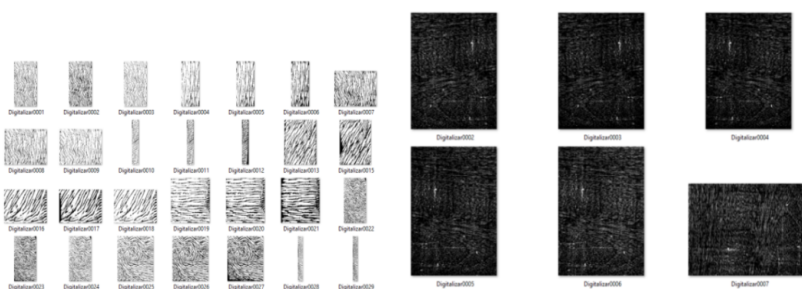 Digitalizar0001 Digitalizar0002 Digitalizar0003 Digitalizar0004 Digitalizar0005 Digitalizar0006 Digitalizar0007
Digitalizar0008 Digitalizar0009 Digitalizar0010 Digitalizar0011 Digitalizar0012 Digitalizar0013 Digitalizar0015
Digitalizar0016 Digitalizar0017 Digitalizar0018 Digitalizar0019 Digitalizar0020 Digitalizar0021 Digitalizar0022
Digitalizar0023 Digitalizar0024 Digitalizar0025 Digitalizar0026 Digitalizar0027 Digitalizar0028 Digitalizar0029
Digitalizar0002 Digitalizar0003 Digitalizar0004
Digitalizar0005 Digitalizar0006 Digitalizar0007